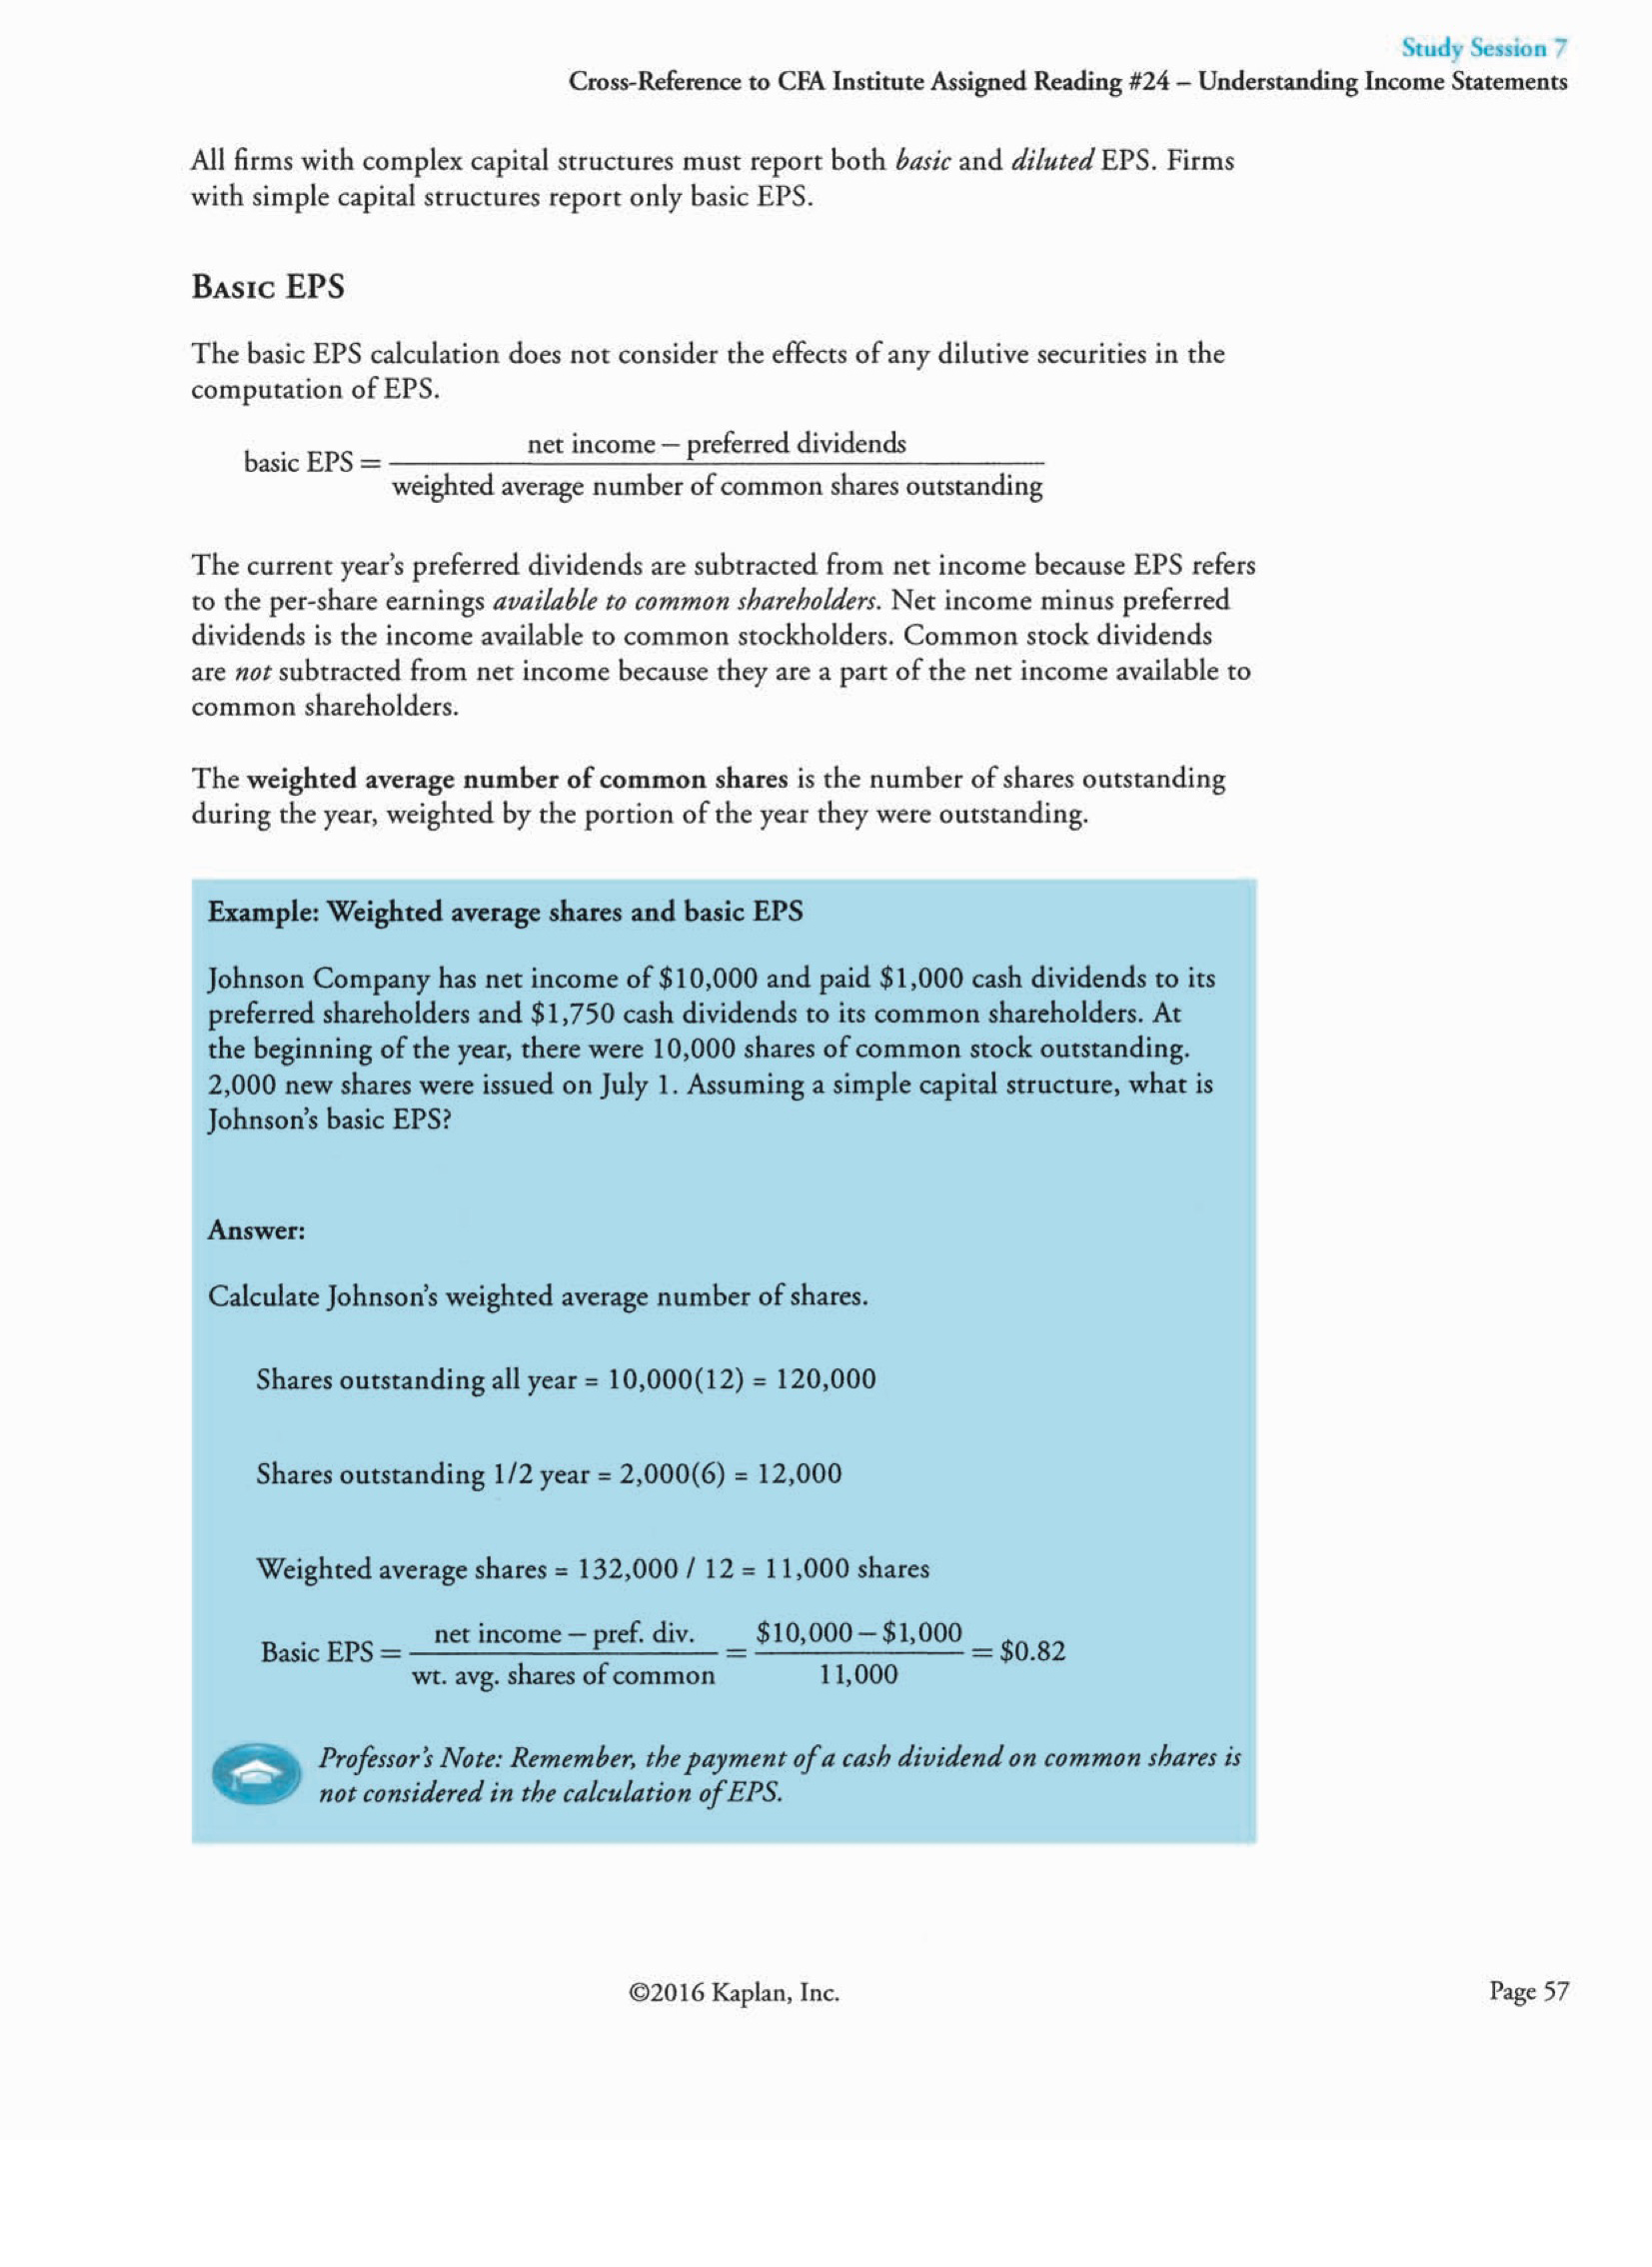 Study Session 7
Cross-Reference to CFA Institute Assigned Reading #24 – Understanding Income Statements
All firms with complex capital structures must report both basic and diluted EPS. Firms
with simple capital structures report only basic EPS.
BASIC EPS
The basic EPS calculation does not consider the effects of any dilutive securities in the
computation of EPS.
basic EPS = net income – preferred dividends
weighted average number of common shares outstanding
The current year's preferred dividends are subtracted from net income because EPS refers
to the per-share earnings available to common shareholders. Net income minus preferred
dividends is the income available to common stockholders. Common stock dividends
are not subtracted from net income because they are a part of the net income available to
common shareholders.
The weighted average number of common shares is the number of shares outstanding
during the year, weighted by the portion of the year they were outstanding.
Example: Weighted average shares and basic EPS
Johnson Company has net income of $10,000 and paid $1,000 cash dividends to its
preferred shareholders and $1,750 cash dividends to its common shareholders. At
the beginning of the year, there were 10,000 shares of common stock outstanding.
2,000 new shares were issued on July 1. Assuming a simple capital structure, what is
Johnson's basic EPS?
Answer:
Calculate Johnson's weighted average number of shares.
Shares outstanding all year = 10,000(12) = 120,000
Shares outstanding 1/2 year = 2,000(6) = 12,000
Weighted average shares = 132,000 / 12 = 11,000 shares
Basic EPS = net income – pref. div. = $10,000 – $1,000 = $0.82
wt. avg. shares of common 11,000
Professor's Note: Remember, the payment of a cash dividend on common shares is
not considered in the calculation of EPS.
©2016 Kaplan, Inc.
Page 57